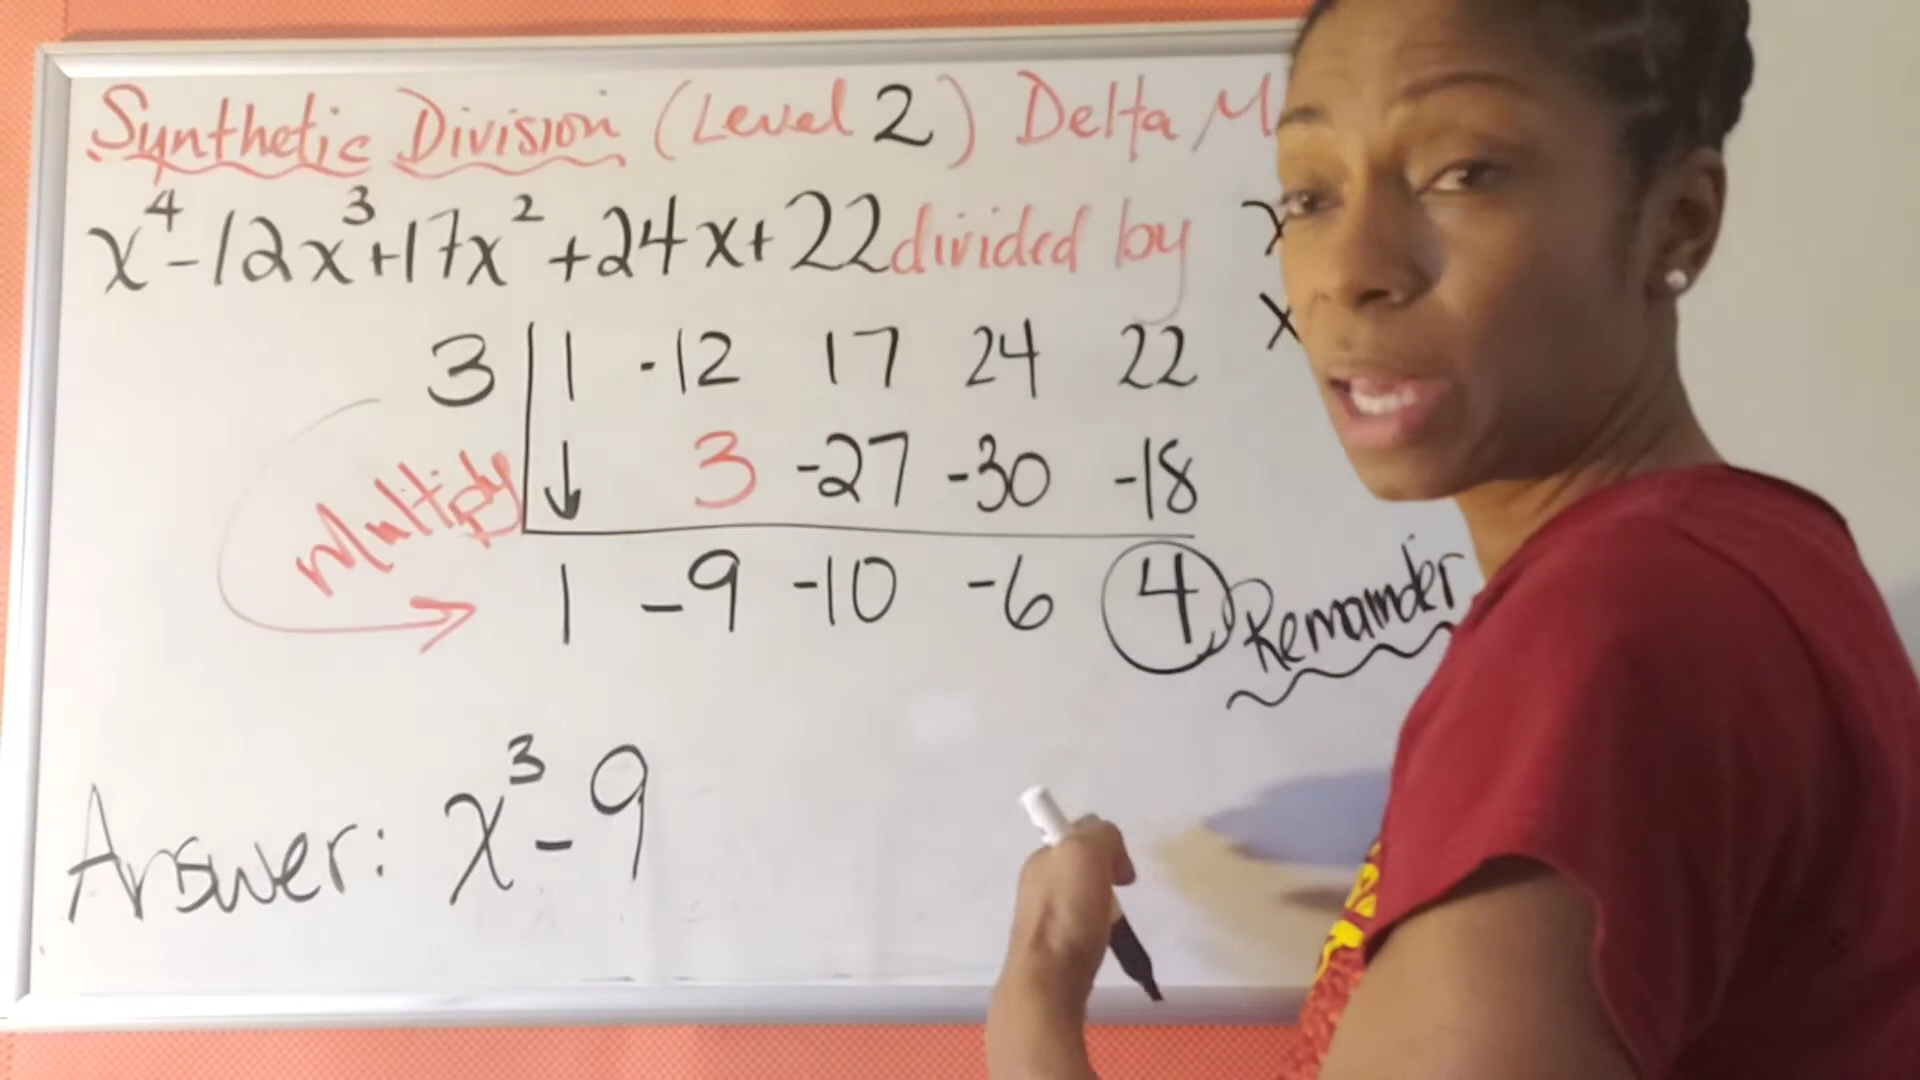 Synthetic Division (Level 2) Delta M
x⁴-12x³+17x²+24x+22 divided by x
3 1 -12 17 24 22 x
Multiply ↓ 3 -27 -30 -18
1 -9 -10 -6 4 Remainder
Answer: x³-9